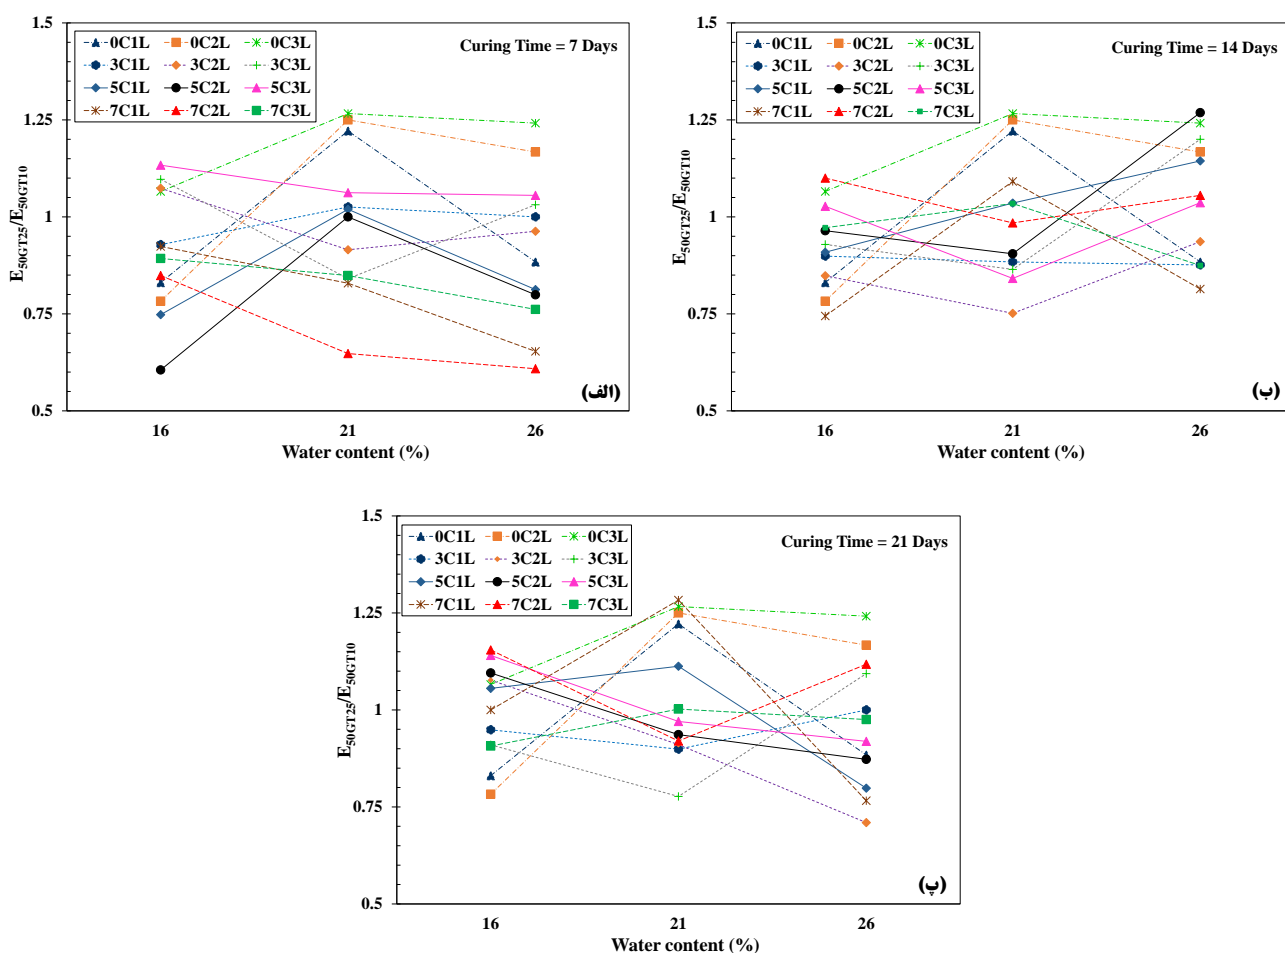 1.5
1.25
1
0.75
0.5
E50GT25/E50GT10
0C1L 0C2L 0C3L
3C1L 3C2L 3C3L
5C1L 5C2L 5C3L
7C1L 7C2L 7C3L
Curing Time = 7 Days
(الف)
16 21 26
Water content (%)
1.5
1.25
1
0.75
0.5
E50GT25/E50GT10
0C1L 0C2L 0C3L
3C1L 3C2L 3C3L
5C1L 5C2L 5C3L
7C1L 7C2L 7C3L
Curing Time = 14 Days
(ب)
16 21 26
Water content (%)
1.5
1.25
1
0.75
0.5
E50GT25/E50GT10
0C1L 0C2L 0C3L
3C1L 3C2L 3C3L
5C1L 5C2L 5C3L
7C1L 7C2L 7C3L
Curing Time = 21 Days
(پ)
16 21 26
Water content (%)